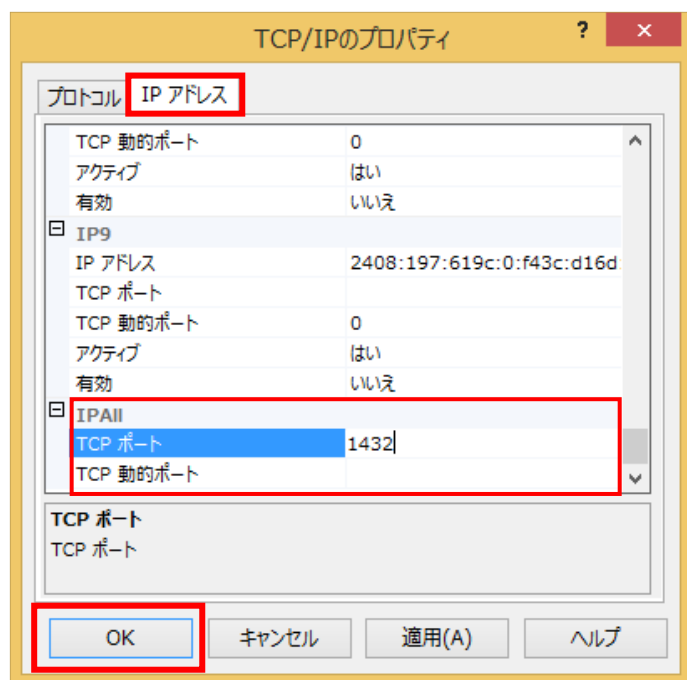 TCP/IPのプロパティ ? ×
プロトコル IP アドレス
TCP 動的ポート 0
アクティブ はい
有効 いいえ
IP9
IP アドレス 2408:197:619c:0:f43c:d16d
TCP ポート
TCP 動的ポート 0
アクティブ はい
有効 いいえ
IPAll
TCP ポート 1432
TCP 動的ポート
TCP ポート
TCP ポート
OK キャンセル 適用(A) ヘルプ